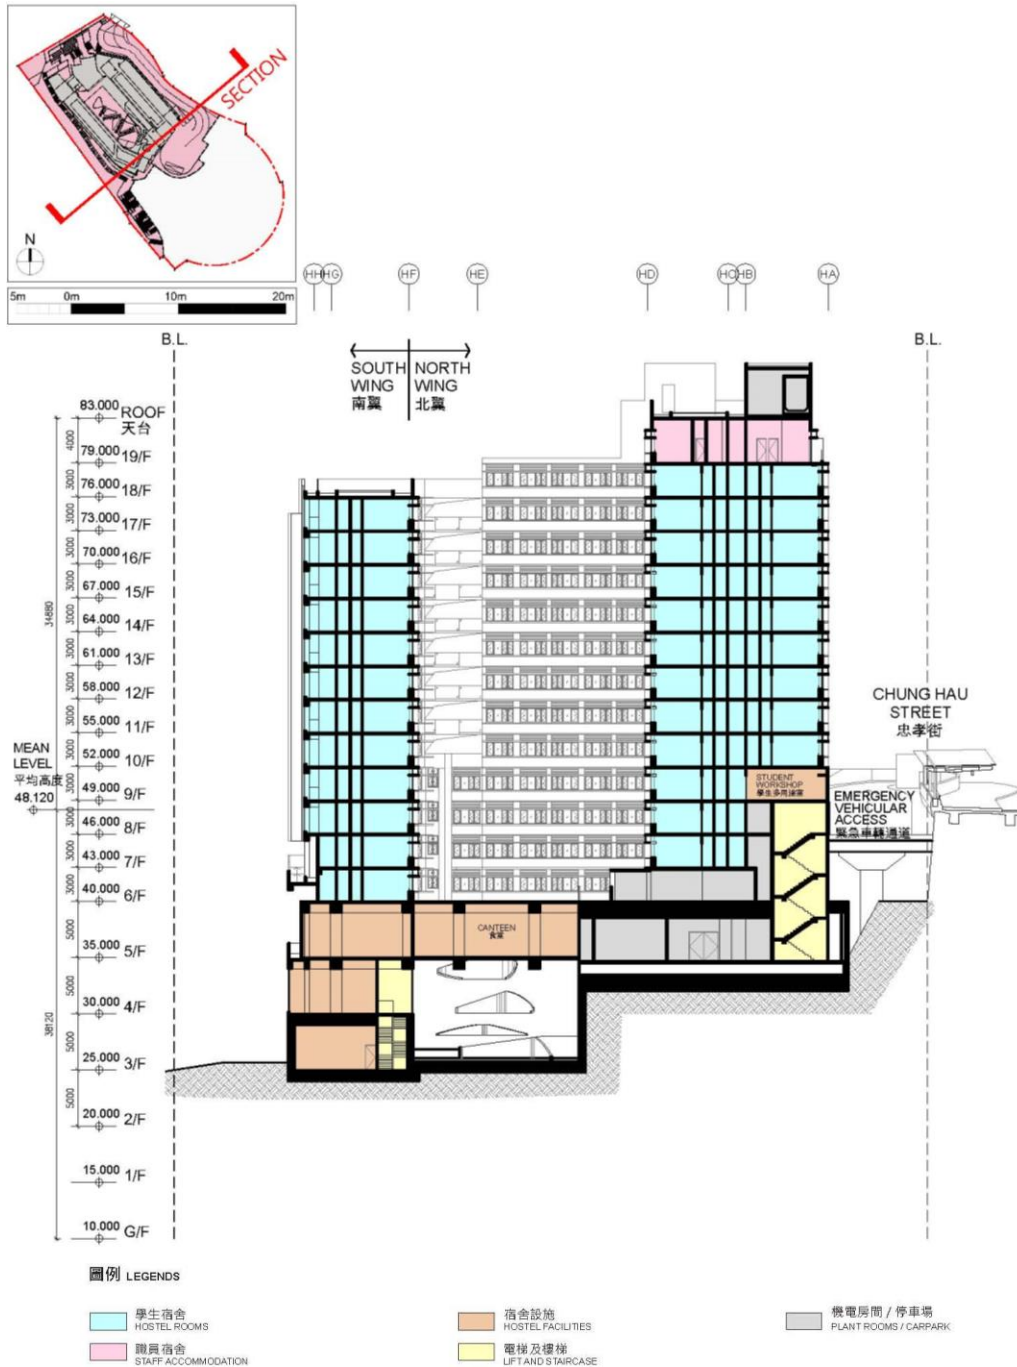 SECTION
N
5m 0m 10m 20m
HH HG HF HE HD HC HB HA
B.L.
B.L.
SOUTH WING
南翼
NORTH WING
北翼
83.000 ROOF
天台
4000
79.000 19/F
3000
76.000 18/F
3000
73.000 17/F
3000
70.000 16/F
3000
67.000 15/F
3000
64.000 14/F
3000
61.000 13/F
3000
58.000 12/F
3000
55.000 11/F
3000
52.000 10/F
3000
49.000 9/F
3000
46.000 8/F
3000
43.000 7/F
3000
40.000 6/F
5000
35.000 5/F
5000
30.000 4/F
5000
25.000 3/F
5000
20.000 2/F
15.000 1/F
10.000 G/F
34880
38120
MEAN
LEVEL
平均高度
48.120
CHUNG HAU
STREET
忠孝街
STUDENT
WORKSHOP
學生多用途室
EMERGENCY
VEHICULAR
ACCESS
緊急車輛通道
CANTEEN
食堂
圖例 LEGENDS
學生宿舍
HOSTEL ROOMS
職員宿舍
STAFF ACCOMMODATION
宿舍設施
HOSTEL FACILITIES
電梯及樓梯
LIFT AND STAIRCASE
機電房間 / 停車場
PLANT ROOMS / CARPARK